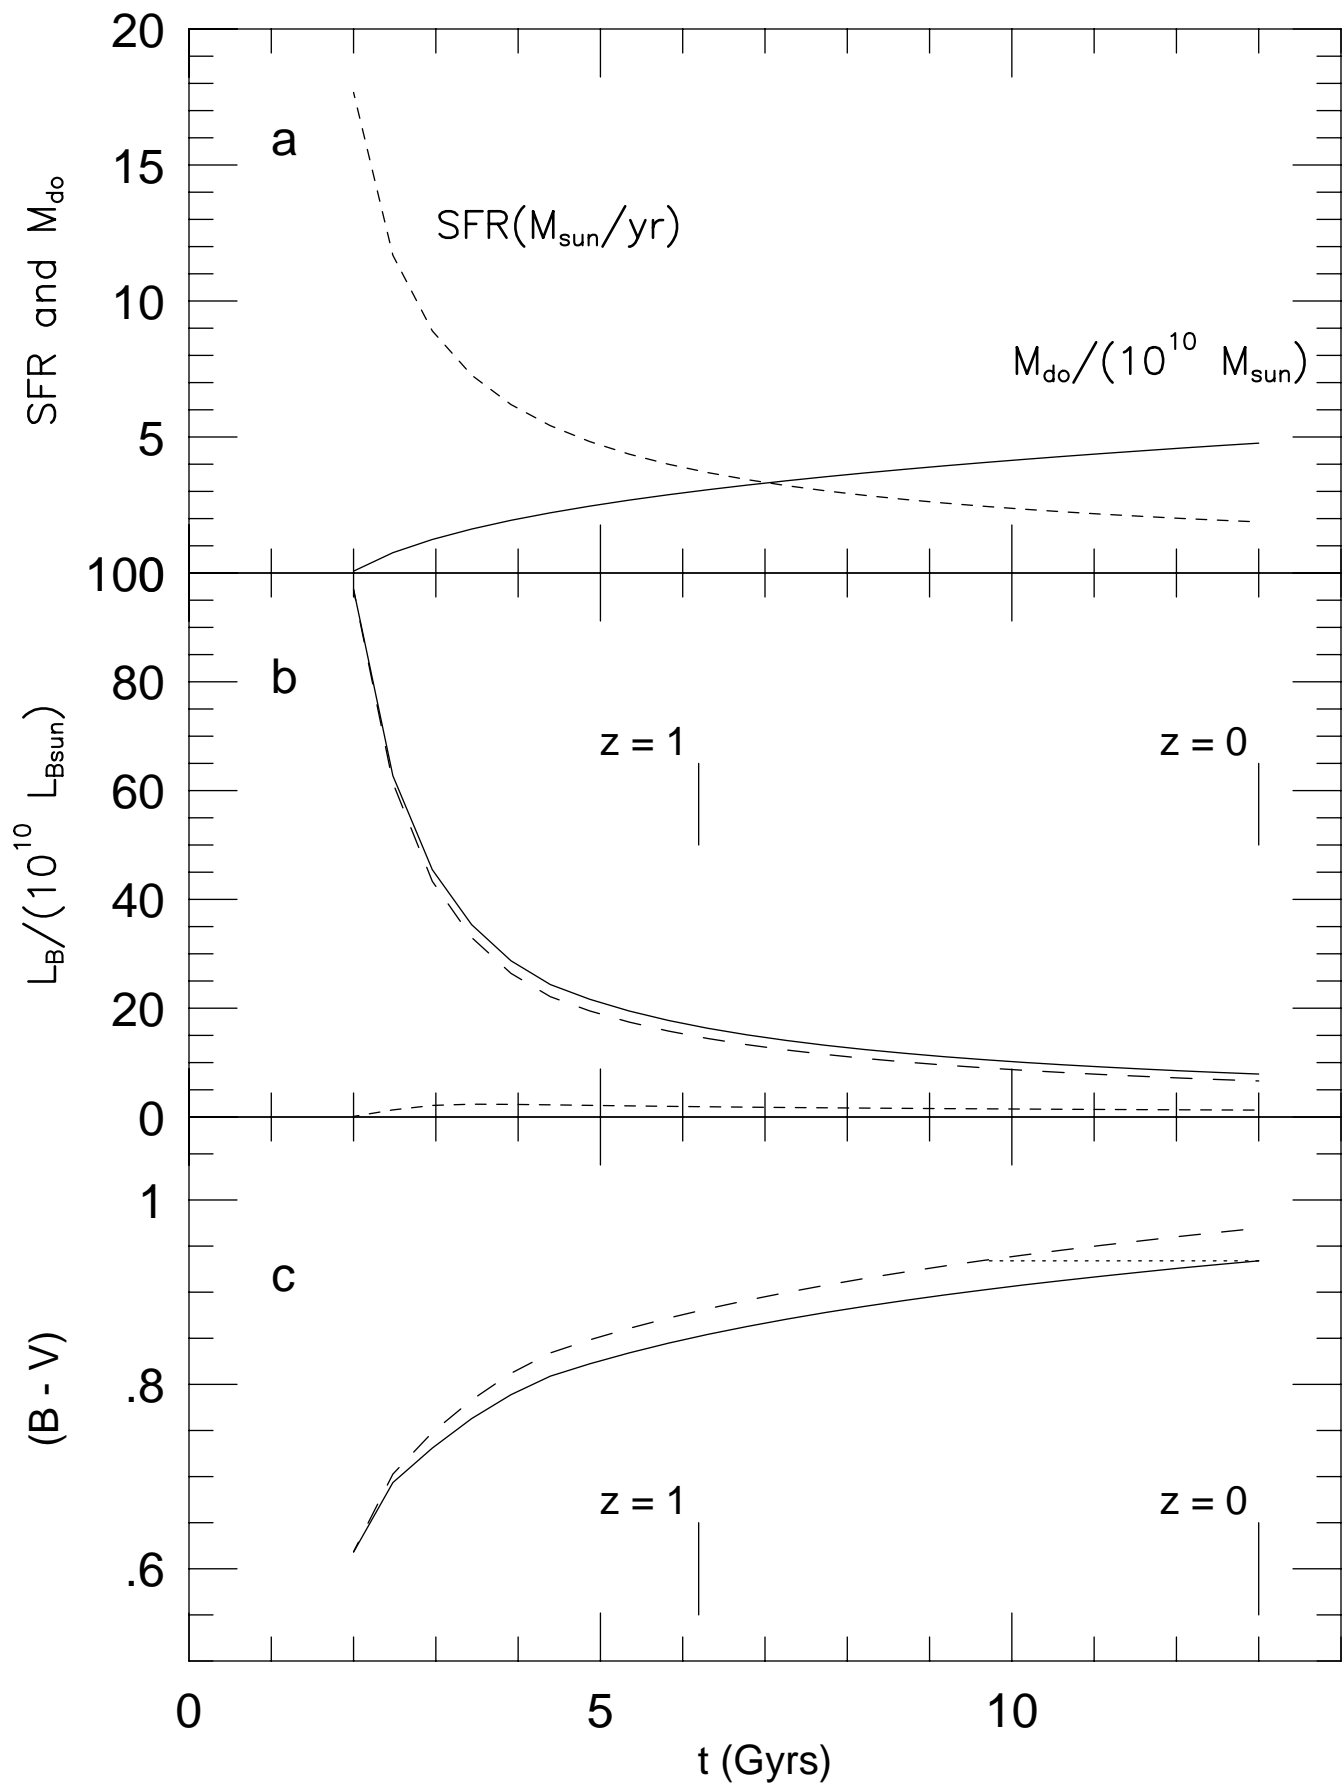 20
15
10
5
100
SFR and M_do
a
SFR(M_sun/yr)
M_do/(10^10 M_sun)
80
60
40
20
0
L_B/(10^10 L_Bsun)
b
z = 1
z = 0
1
.8
.6
(B - V)
c
z = 1
z = 0
0 5 10
t (Gyrs)